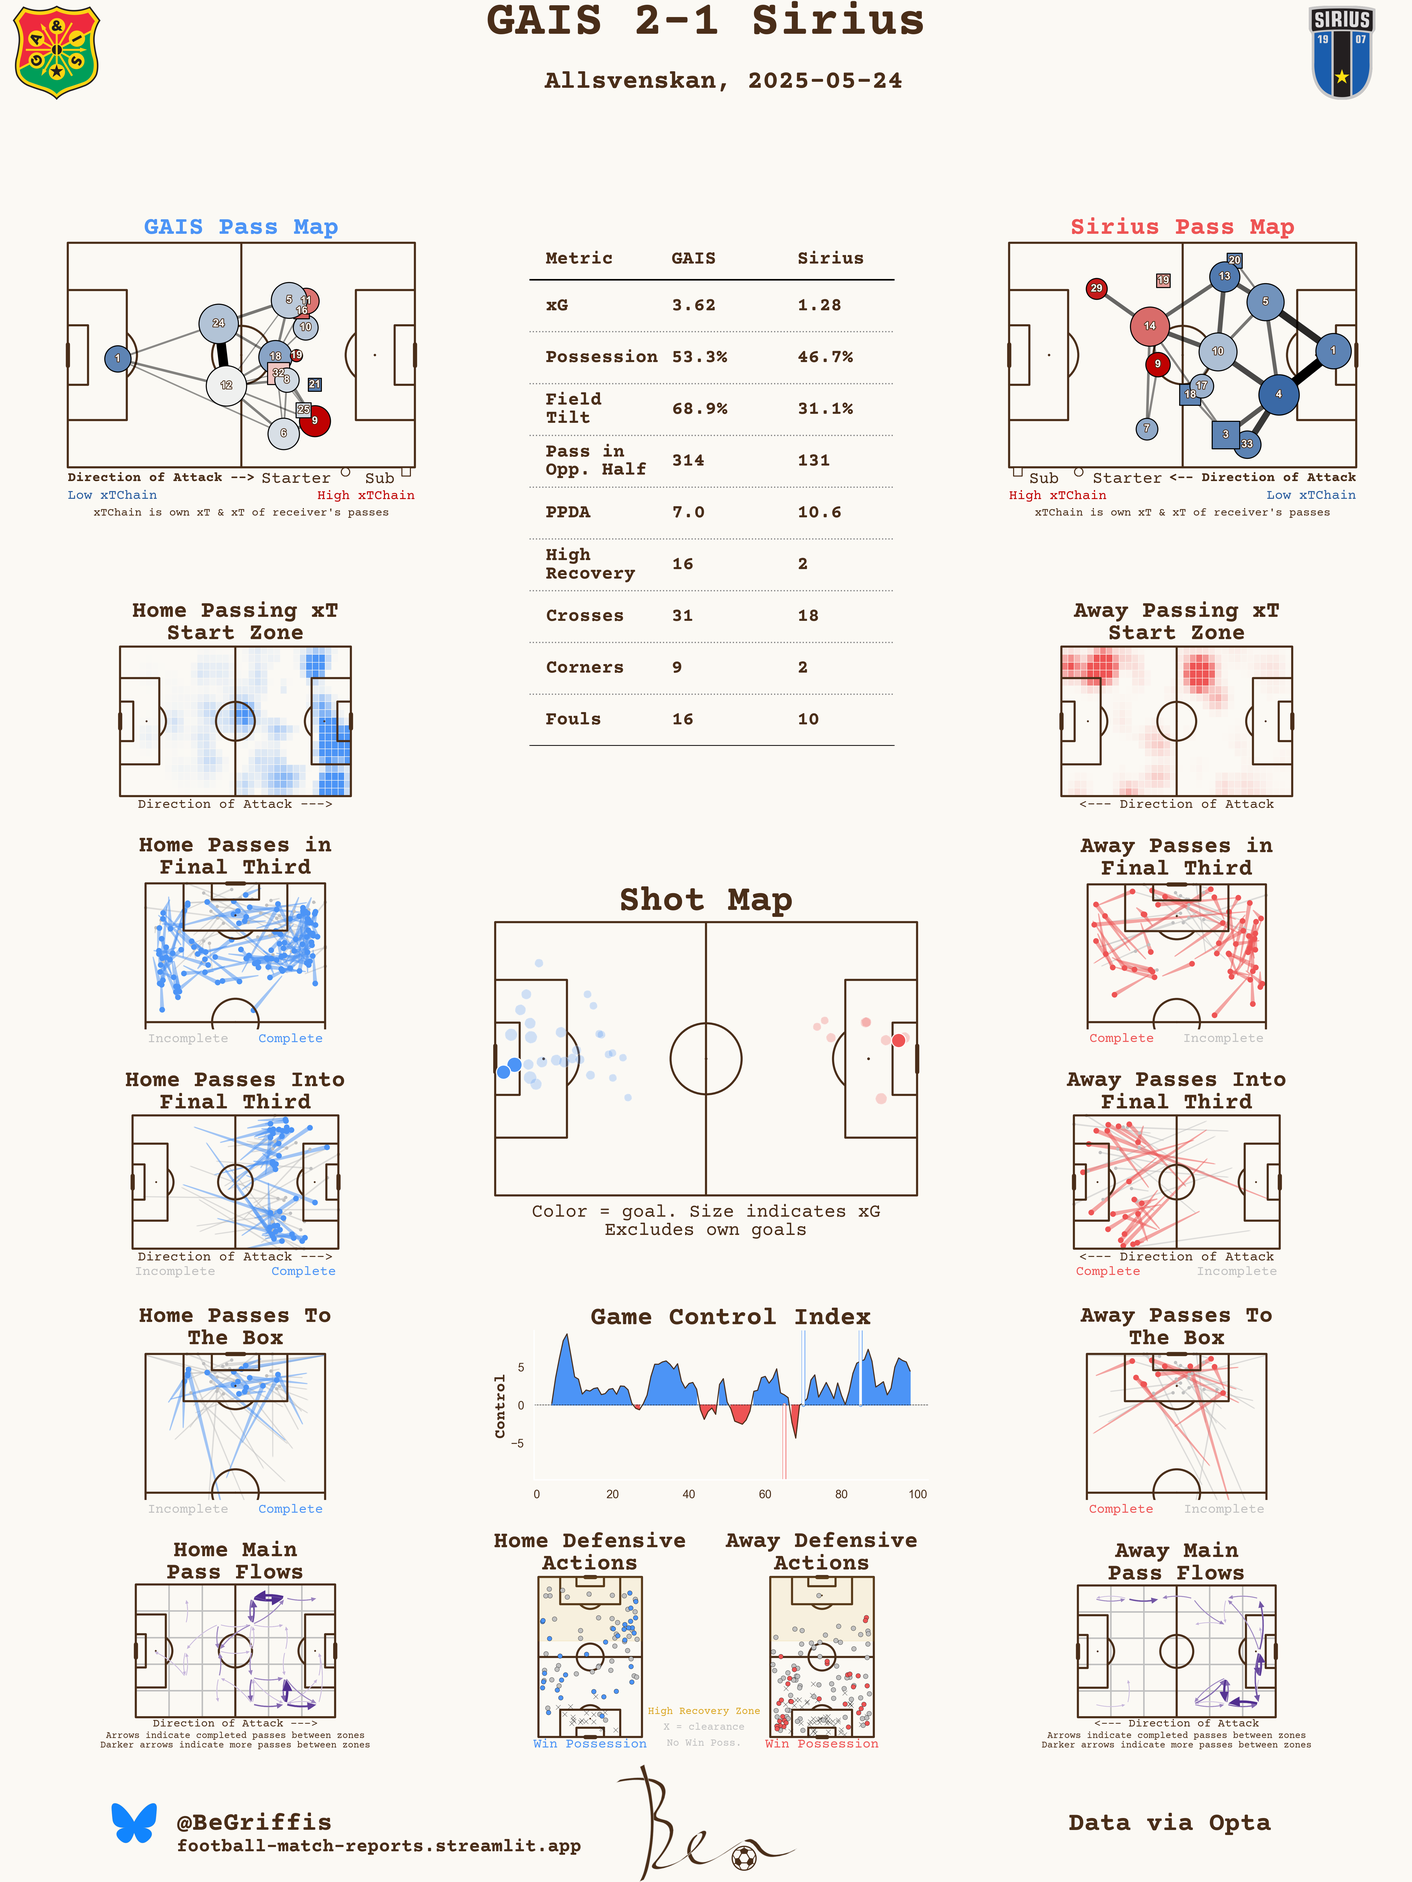 GAIS 2-1 Sirius
Allsvenskan, 2025-05-24
SIRIUS
19 07
GAIS Pass Map
1
24
12
5
11
16
10
18
19
32
8
21
25
9
6
Direction of Attack --> Starter Sub
Low xTChain High xTChain
xTChain is own xT & xT of receiver's passes
Metric GAIS Sirius
xG 3.62 1.28
Possession 53.3% 46.7%
Field
Tilt 68.9% 31.1%
Pass in
Opp. Half 314 131
PPDA 7.0 10.6
High
Recovery 16 2
Crosses 31 18
Corners 9 2
Fouls 16 10
Sirius Pass Map
29
19
20
13
5
14
10
1
9
17
18
4
7
3
33
Sub Starter <-- Direction of Attack
High xTChain Low xTChain
xTChain is own xT & xT of receiver's passes
Home Passing xT
Start Zone
Direction of Attack --->
Away Passing xT
Start Zone
<--- Direction of Attack
Home Passes in
Final Third
Incomplete Complete
Away Passes in
Final Third
Complete Incomplete
Shot Map
Color = goal. Size indicates xG
Excludes own goals
Home Passes Into
Final Third
Direction of Attack --->
Incomplete Complete
Away Passes Into
Final Third
<--- Direction of Attack
Complete Incomplete
Home Passes To
The Box
Incomplete Complete
Game Control Index
Control
5
0
−5
0 20 40 60 80 100
Away Passes To
The Box
Complete Incomplete
Home Main
Pass Flows
Direction of Attack --->
Arrows indicate completed passes between zones
Darker arrows indicate more passes between zones
Home Defensive
Actions
Win Possession
High Recovery Zone
X = clearance
No Win Poss.
Away Defensive
Actions
Win Possession
Away Main
Pass Flows
<--- Direction of Attack
Arrows indicate completed passes between zones
Darker arrows indicate more passes between zones
@BeGriffis
football-match-reports.streamlit.app
Ben
Data via Opta